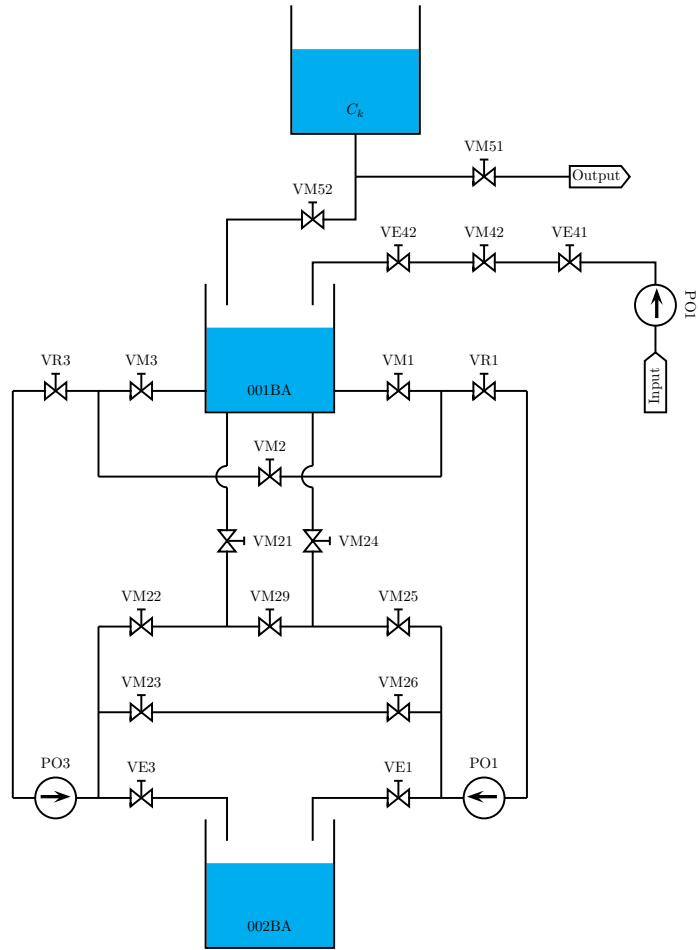 C_k
VM51
Output
VM52
VE42
VM42
VE41
PO1
Input
VR3
VM3
001BA
VM1
VR1
VM2
VM21
VM24
VM22
VM29
VM25
VM23
VM26
PO3
VE3
VE1
PO1
002BA